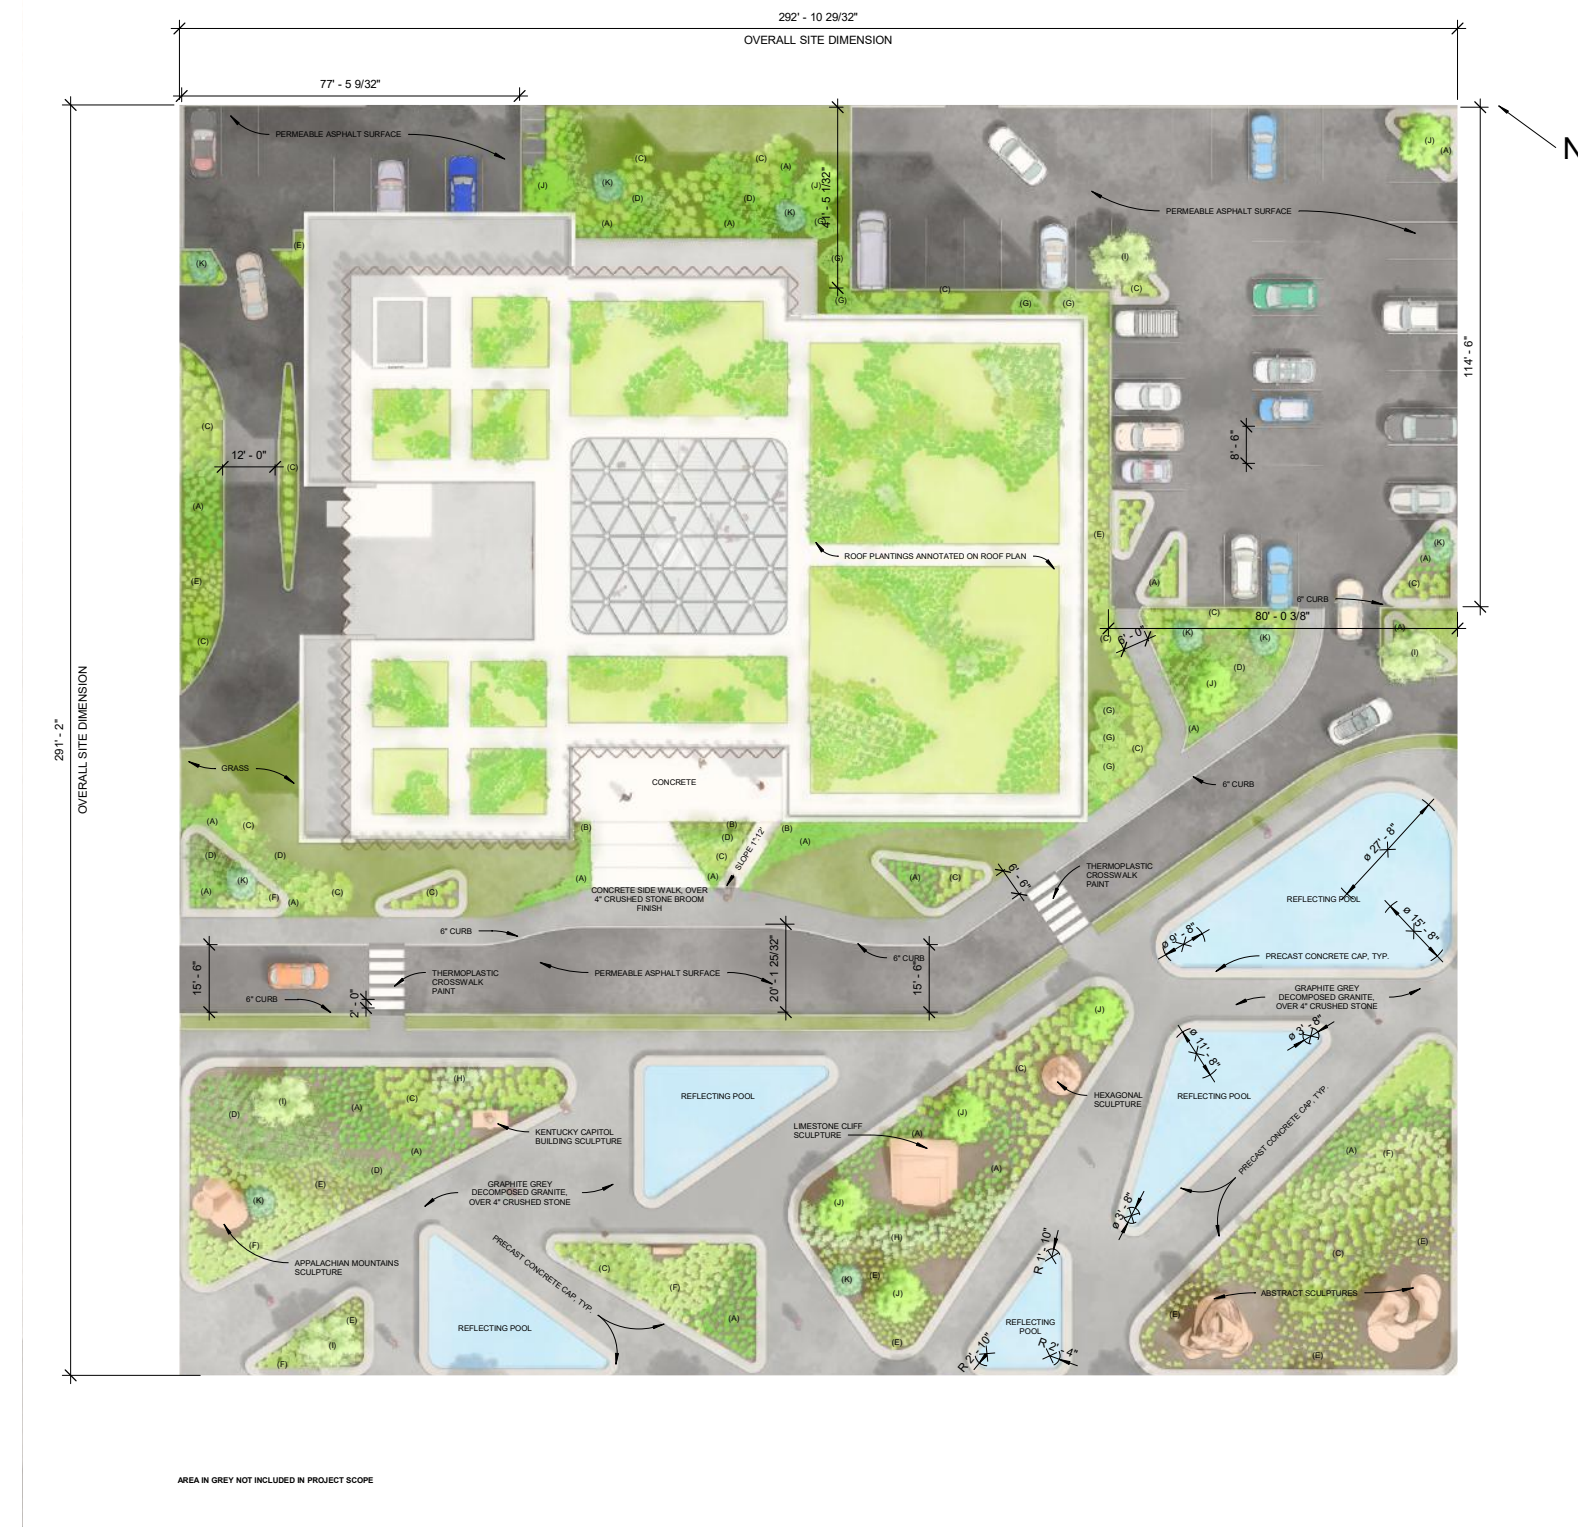 292' - 10 29/32"
OVERALL SITE DIMENSION
77' - 5 9/32"
N
PERMEABLE ASPHALT SURFACE
(J)
(A)
(C)
(C)
(A)
(K)
(J)
(J)
(D)
(D)
(K)
(A)
(A)
(G)
41' - 5 1/32"
PERMEABLE ASPHALT SURFACE
(E)
(K)
(G)
(I)
(C)
(C)
(G)
(G)
(G)
114' - 6"
(C)
12' - 0"
(C)
8' - 6"
(A)
(E)
(E)
(K)
(A)
(C)
(A)
ROOF PLANTINGS ANNOTATED ON ROOF PLAN
6" CURB
80' - 0 3/8"
(C)
(A)
(C)
(K)
(K)
6' - 0"
(C)
(I)
(D)
(J)
(G)
(A)
(G)
(C)
(G)
291' - 2"
OVERALL SITE DIMENSION
GRASS
CONCRETE
6" CURB
(A)
(C)
(B)
(B)
(B)
(D)
(A)
(D)
(D)
(C)
SLOPE 1":12'
(K)
(A)
(F)
(A)
(C)
(C)
(A)
(A)
(A)
(C)
6' - 6"
THERMOPLASTIC
CROSSWALK
PAINT
ø 27' - 8"
REFLECTING POOL
CONCRETE SIDE WALK, OVER
4" CRUSHED STONE BROOM
FINISH
ø 15' - 8"
6" CURB
ø 9' - 8"
6" CURB
PRECAST CONCRETE CAP, TYP.
15' - 6"
THERMOPLASTIC
CROSSWALK
PAINT
PERMEABLE ASPHALT SURFACE
20' - 1 25/32"
15' - 6"
6" CURB
2' - 0"
GRAPHITE GREY
DECOMPOSED GRANITE,
OVER 4" CRUSHED STONE
(J)
ø 3' - 8"
ø 11' - 8"
(H)
(C)
(I)
(C)
(A)
(D)
REFLECTING POOL
HEXAGONAL
SCULPTURE
REFLECTING POOL
(J)
KENTUCKY CAPITOL
BUILDING SCULPTURE
LIMESTONE CLIFF
SCULPTURE
(A)
PRECAST CONCRETE CAP, TYP.
(A)
(A)
(F)
(D)
(A)
(E)
GRAPHITE GREY
DECOMPOSED GRANITE,
OVER 4" CRUSHED STONE
(K)
(J)
ø 3' - 8"
(H)
(F)
(E)
(C)
PRECAST CONCRETE CAP, TYP.
R 1' - 10"
APPALACHIAN MOUNTAINS
SCULPTURE
(C)
(F)
(K)
(E)
(J)
ABSTRACT SCULPTURES
(E)
(E)
(A)
REFLECTING POOL
REFLECTING
POOL
(I)
(E)
(F)
R 2' - 10"
R 2' - 4"
(E)
AREA IN GREY NOT INCLUDED IN PROJECT SCOPE